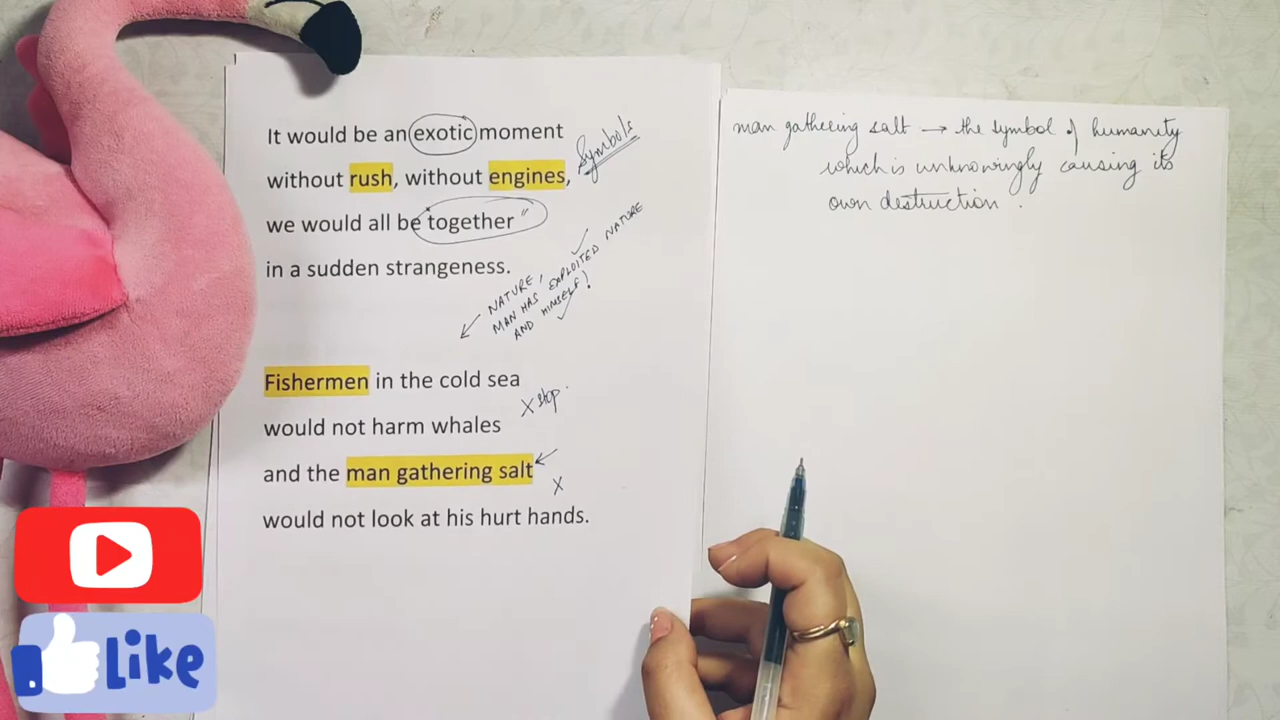 It would be an exotic moment
without rush, without engines,
Symbols
we would all be together"
in a sudden strangeness.
NATURE,
MAN HAS EXPLOITED NATURE
AND HIMSELF!
Fishermen in the cold sea
X stop.
would not harm whales
and the man gathering salt
X
would not look at his hurt hands.
man gathering salt → the symbol of humanity
which is unknowingly causing its
own destruction.
Like